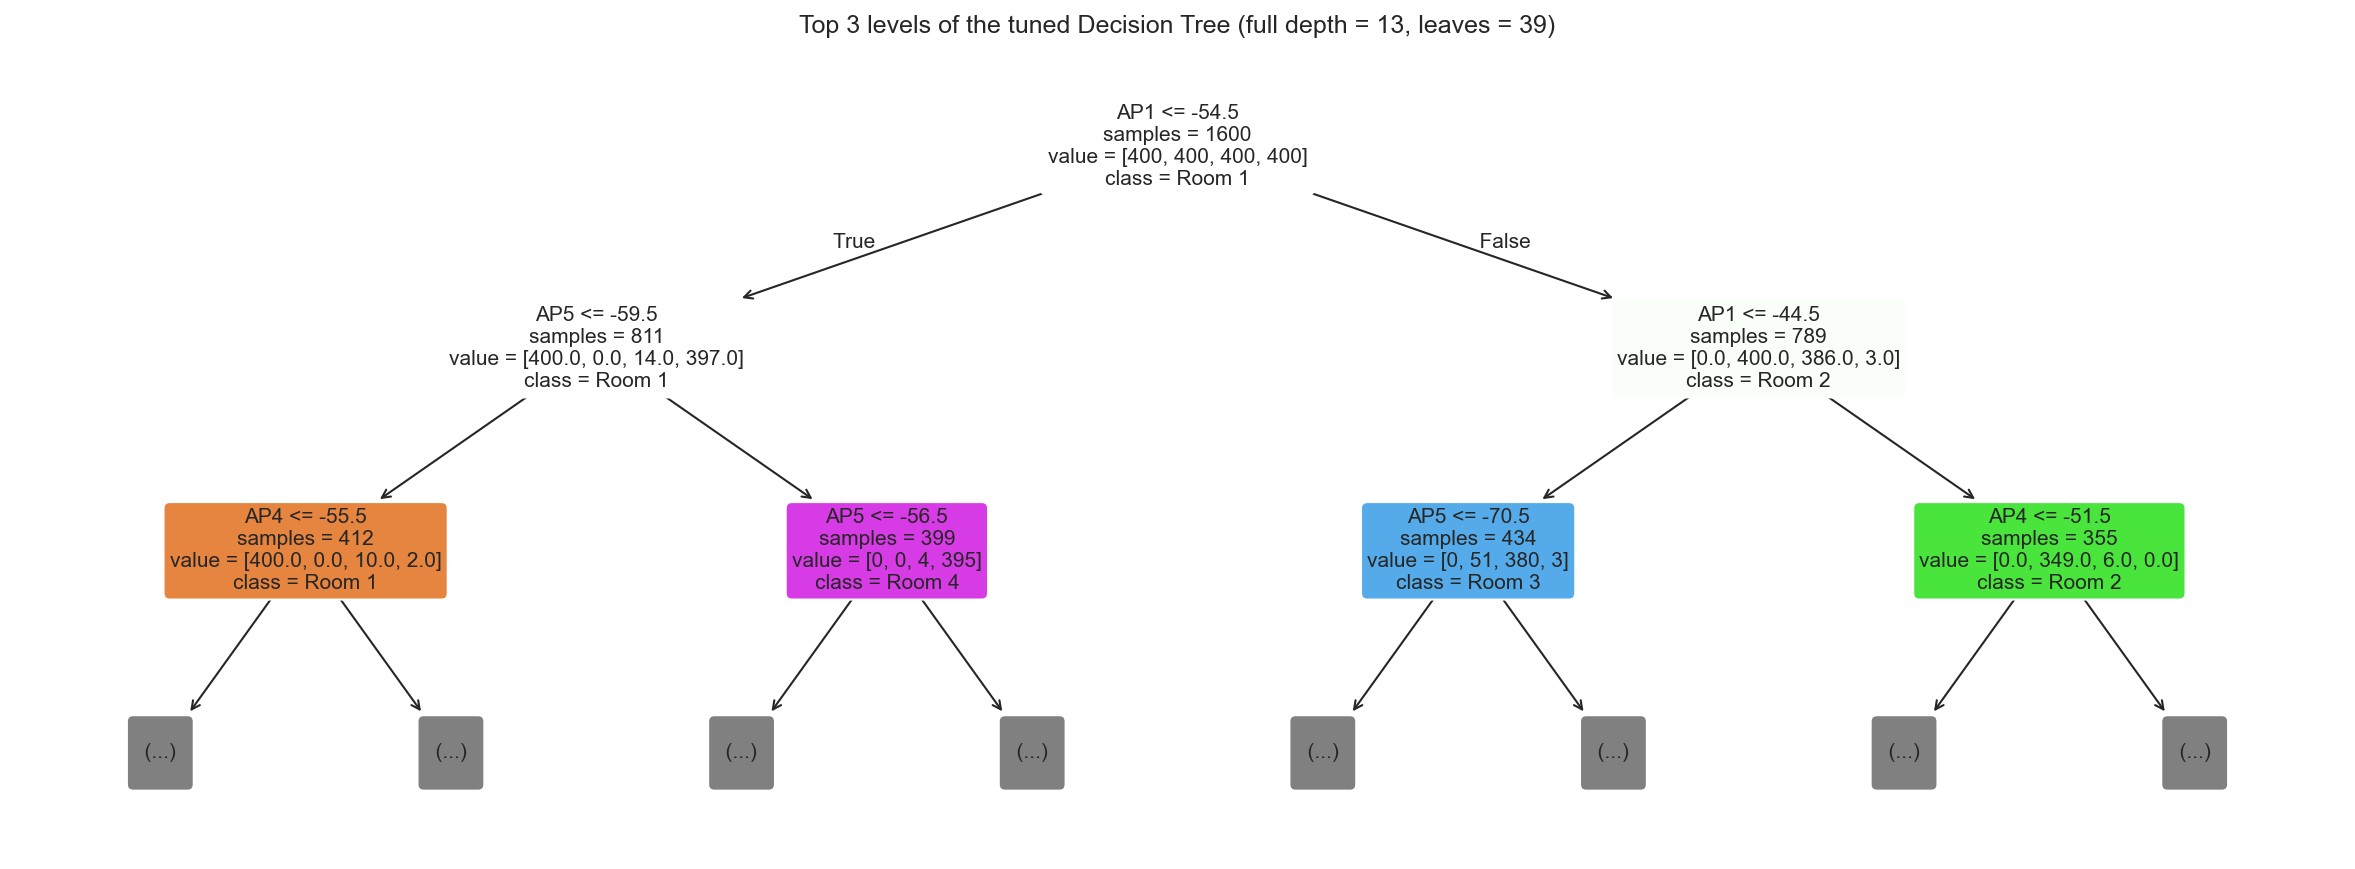 Top 3 levels of the tuned Decision Tree (full depth = 13, leaves = 39)
AP1 <= -54.5
samples = 1600
value = [400, 400, 400, 400]
class = Room 1
True
False
AP5 <= -59.5
samples = 811
value = [400.0, 0.0, 14.0, 397.0]
class = Room 1
AP1 <= -44.5
samples = 789
value = [0.0, 400.0, 386.0, 3.0]
class = Room 2
AP4 <= -55.5
samples = 412
value = [400.0, 0.0, 10.0, 2.0]
class = Room 1
AP5 <= -56.5
samples = 399
value = [0, 0, 4, 395]
class = Room 4
AP5 <= -70.5
samples = 434
value = [0, 51, 380, 3]
class = Room 3
AP4 <= -51.5
samples = 355
value = [0.0, 349.0, 6.0, 0.0]
class = Room 2
(...)
(...)
(...)
(...)
(...)
(...)
(...)
(...)